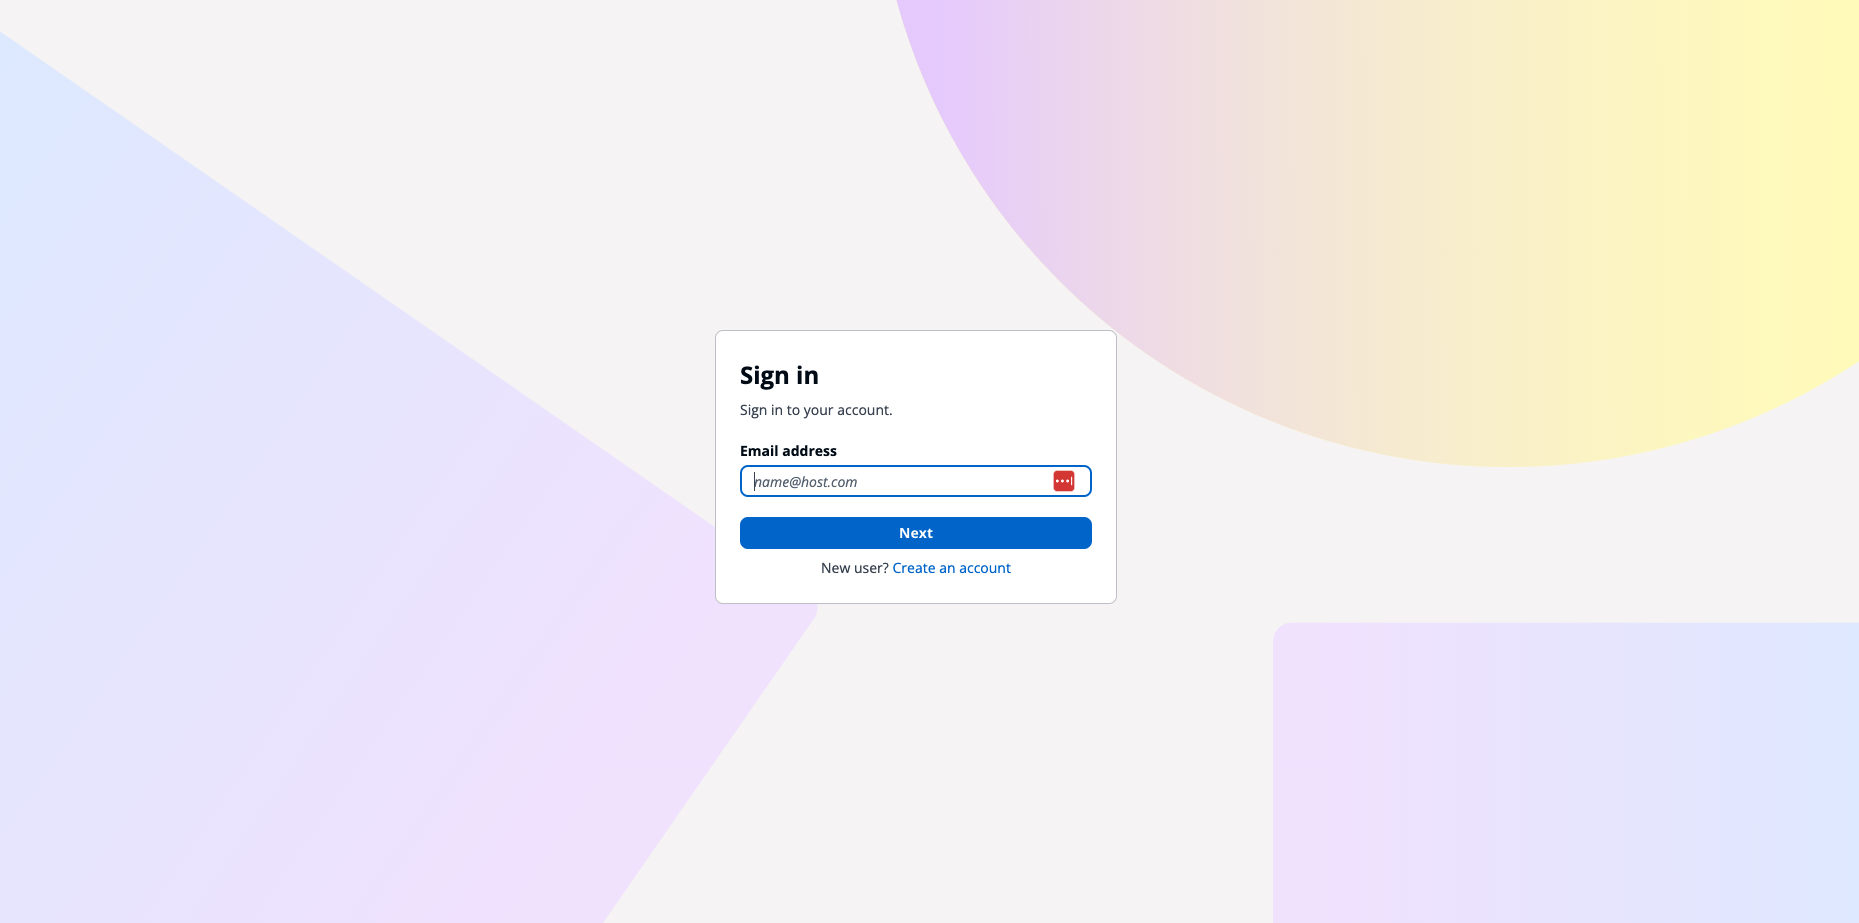 Sign in
Sign in to your account.
Email address
name@host.com
Next
New user? Create an account